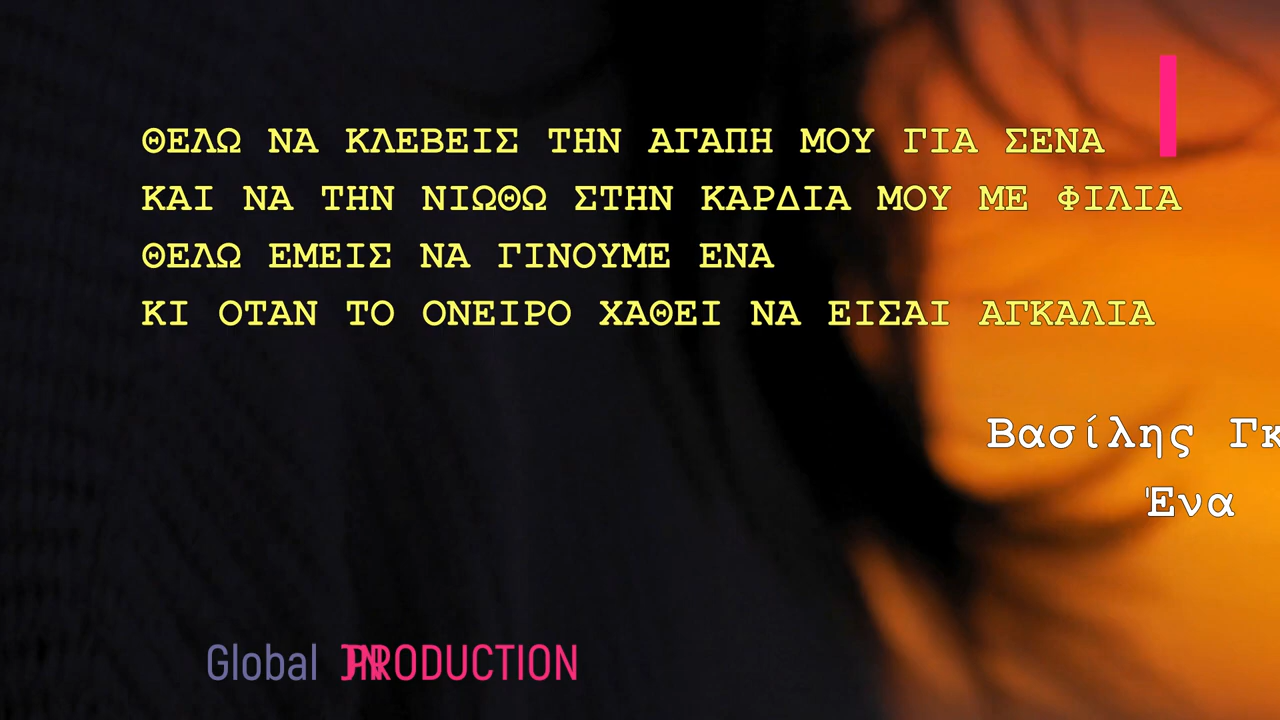 ΘΕΛΩ ΝΑ ΚΛΕΒΕΙΣ ΤΗΝ ΑΓΑΠΗ ΜΟΥ ΓΙΑ ΣΕΝΑ
ΚΑΙ ΝΑ ΤΗΝ ΝΙΩΘΩ ΣΤΗΝ ΚΑΡΔΙΑ ΜΟΥ ΜΕ ΦΙΛΙΑ
ΘΕΛΩ ΕΜΕΙΣ ΝΑ ΓΙΝΟΥΜΕ ΕΝΑ
ΚΙ ΟΤΑΝ ΤΟ ΟΝΕΙΡΟ ΧΑΘΕΙ ΝΑ ΕΙΣΑΙ ΑΓΚΑΛΙΑ
Βασίλης
Ένα
Global PRODUCTION